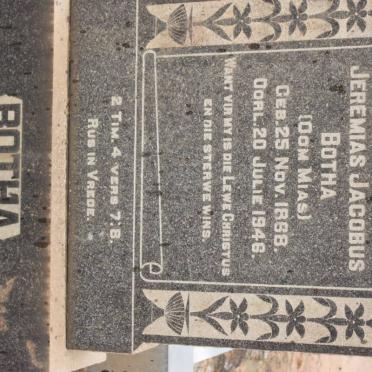 JEREMIAS JACOBUS
BOTHA
(OOM MIAS)
GEB. 25 NOV. 1868.
OORL. 20 JULIE 1946.
WANT VIR MY IS DIE LEWE CHRISTUS
EN DIE STERWE WINS.
2 TIM. 4 VERS 7:8.
RUS IN VREDE.
BOTHA